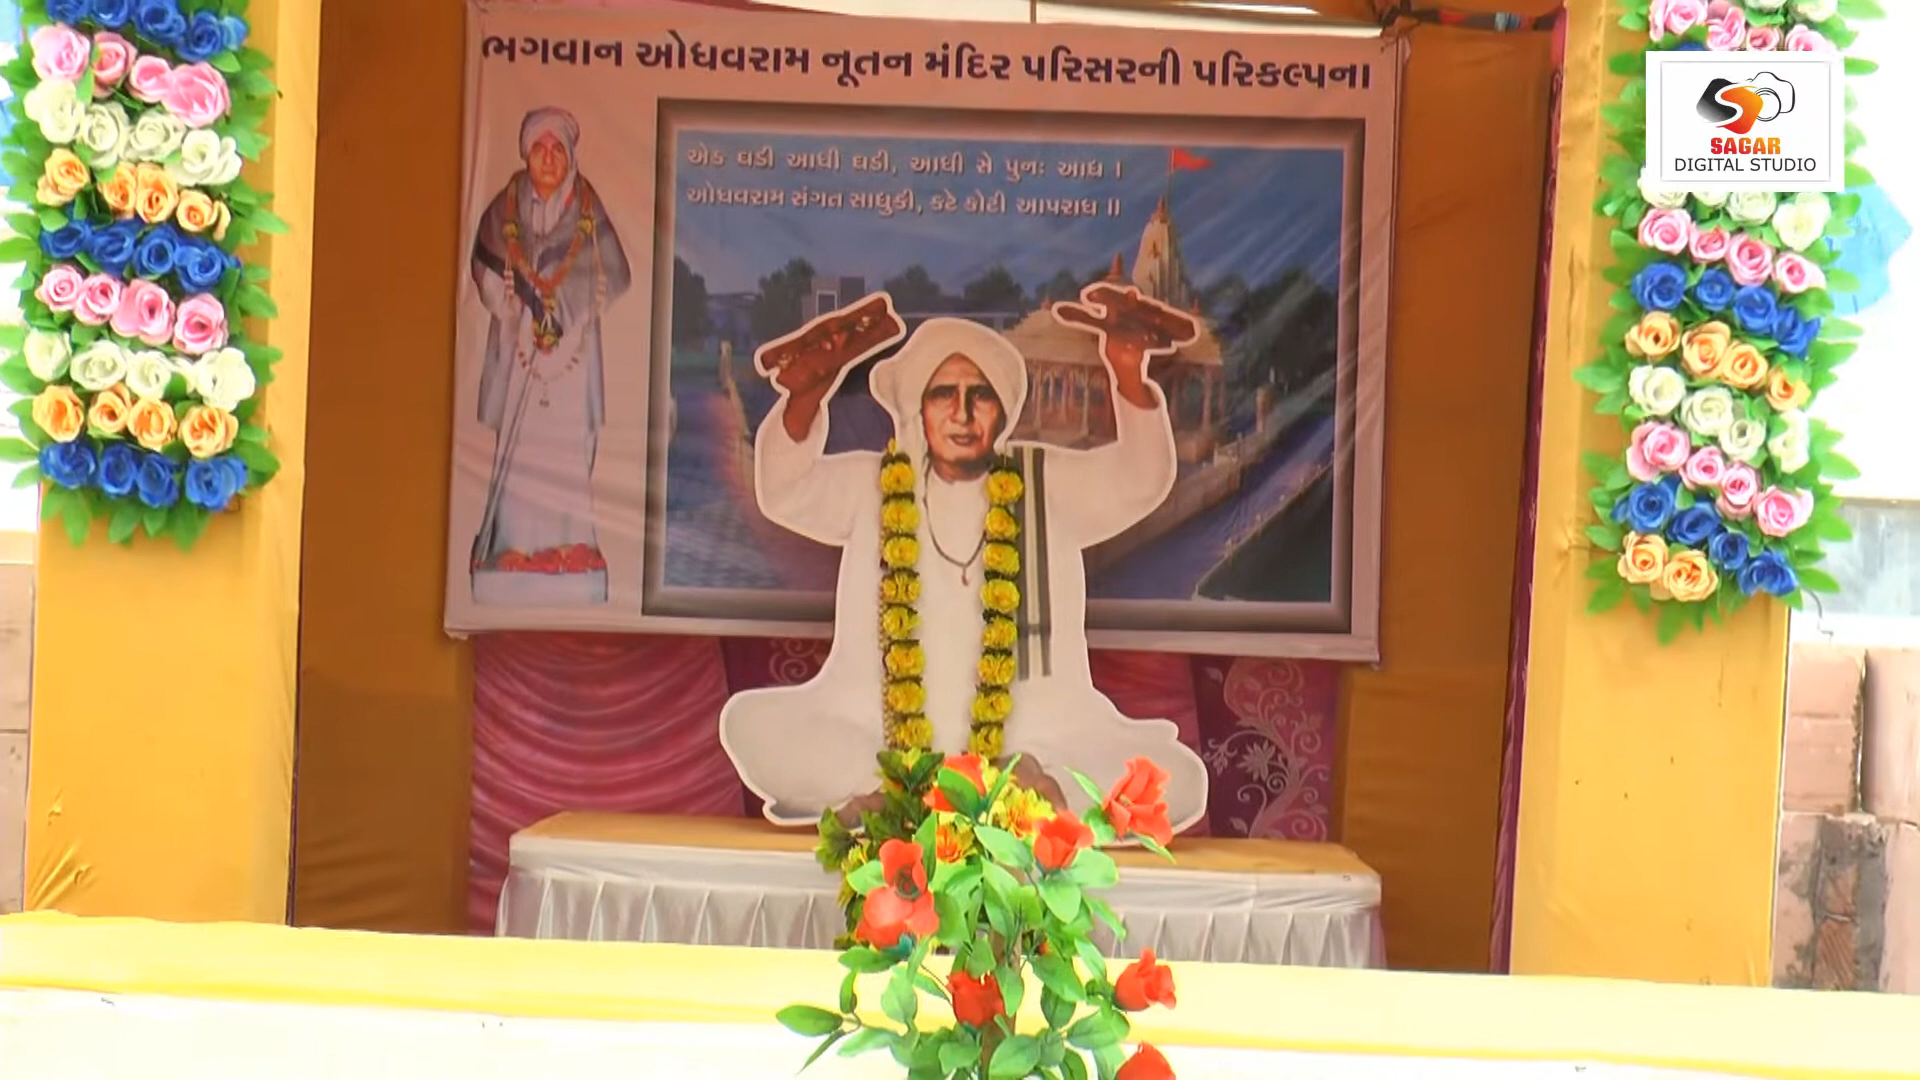 ભગવાન ઓધવરામ નૂતન મંદિર પરિસરની પરિકલ્પના
એક ઘડી આધી ઘડી, આધી સે પુનઃ આધ ।
ઓધવરામ સંગત સાધુકી, કટે કોટી આપરાધ ॥
SAGAR
DIGITAL STUDIO